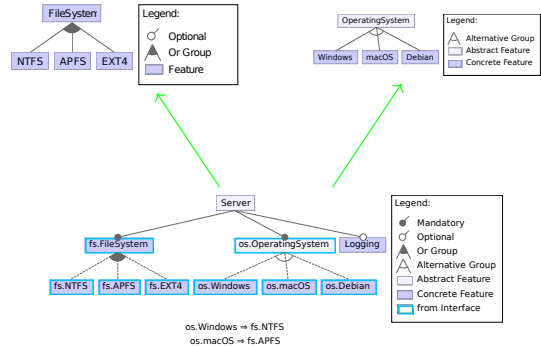 FileSystem
NTFS APFS EXT4
Legend:
Optional
Or Group
Feature
OperatingSystem
Windows macOS Debian
Legend:
Alternative Group
Abstract Feature
Concrete Feature
Server
fs.FileSystem os.OperatingSystem Logging
fs.NTFS fs.APFS fs.EXT4 os.Windows os.macOS os.Debian
os.Windows ⇒ fs.NTFS
os.macOS ⇒ fs.APFS
Legend:
Mandatory
Optional
Or Group
Alternative Group
Abstract Feature
Concrete Feature
from Interface